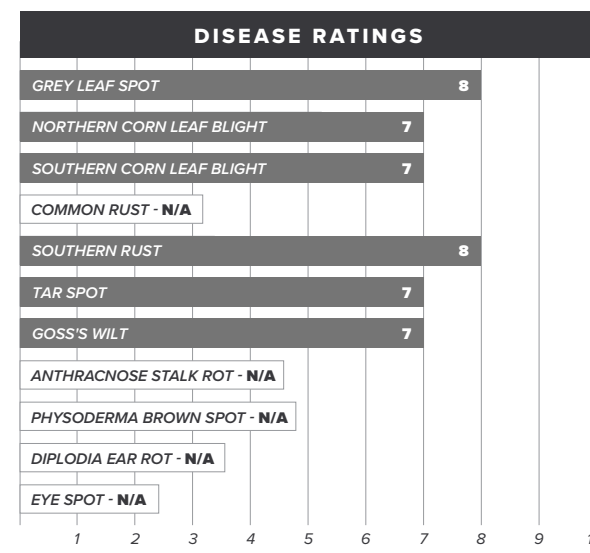 DISEASE RATINGS
GREY LEAF SPOT 8
NORTHERN CORN LEAF BLIGHT 7
SOUTHERN CORN LEAF BLIGHT 7
COMMON RUST - N/A
SOUTHERN RUST 8
TAR SPOT 7
GOSS'S WILT 7
ANTHRACNOSE STALK ROT - N/A
PHYSODERMA BROWN SPOT - N/A
DIPLODIA EAR ROT - N/A
EYE SPOT - N/A
1 2 3 4 5 6 7 8 9